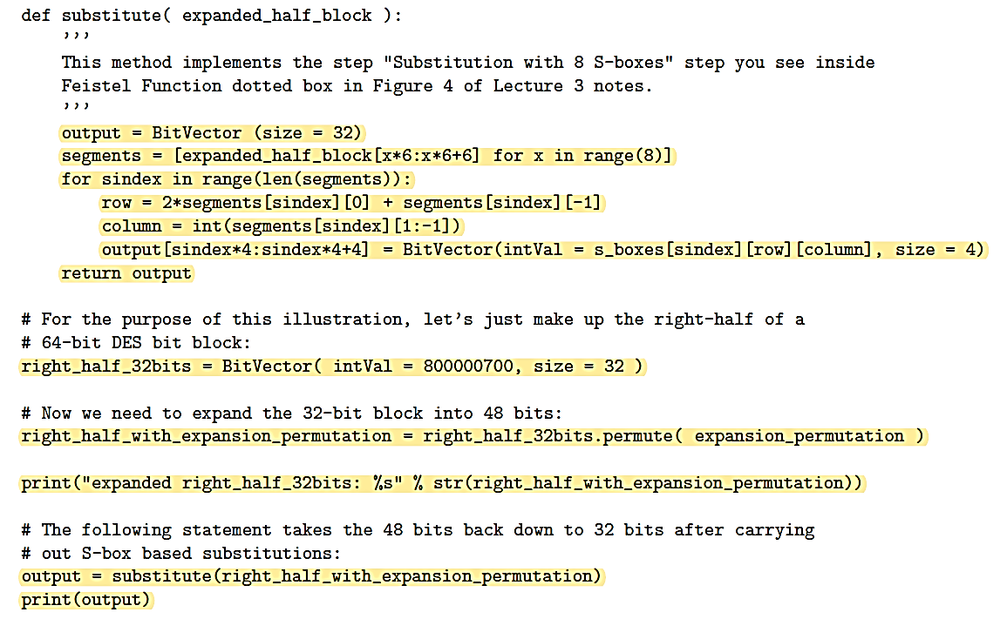 def substitute( expanded_half_block ):
    ’’’
    This method implements the step "Substitution with 8 S-boxes" step you see inside
    Feistel Function dotted box in Figure 4 of Lecture 3 notes.
    ’’’
    output = BitVector (size = 32)
    segments = [expanded_half_block[x*6:x*6+6] for x in range(8)]
    for sindex in range(len(segments)):
        row = 2*segments[sindex][0] + segments[sindex][-1]
        column = int(segments[sindex][1:-1])
        output[sindex*4:sindex*4+4] = BitVector(intVal = s_boxes[sindex][row][column], size = 4)
    return output

# For the purpose of this illustration, let’s just make up the right-half of a
# 64-bit DES bit block:
right_half_32bits = BitVector( intVal = 800000700, size = 32 )

# Now we need to expand the 32-bit block into 48 bits:
right_half_with_expansion_permutation = right_half_32bits.permute( expansion_permutation )

print("expanded right_half_32bits: %s" % str(right_half_with_expansion_permutation))

# The following statement takes the 48 bits back down to 32 bits after carrying
# out S-box based substitutions:
output = substitute(right_half_with_expansion_permutation)
print(output)